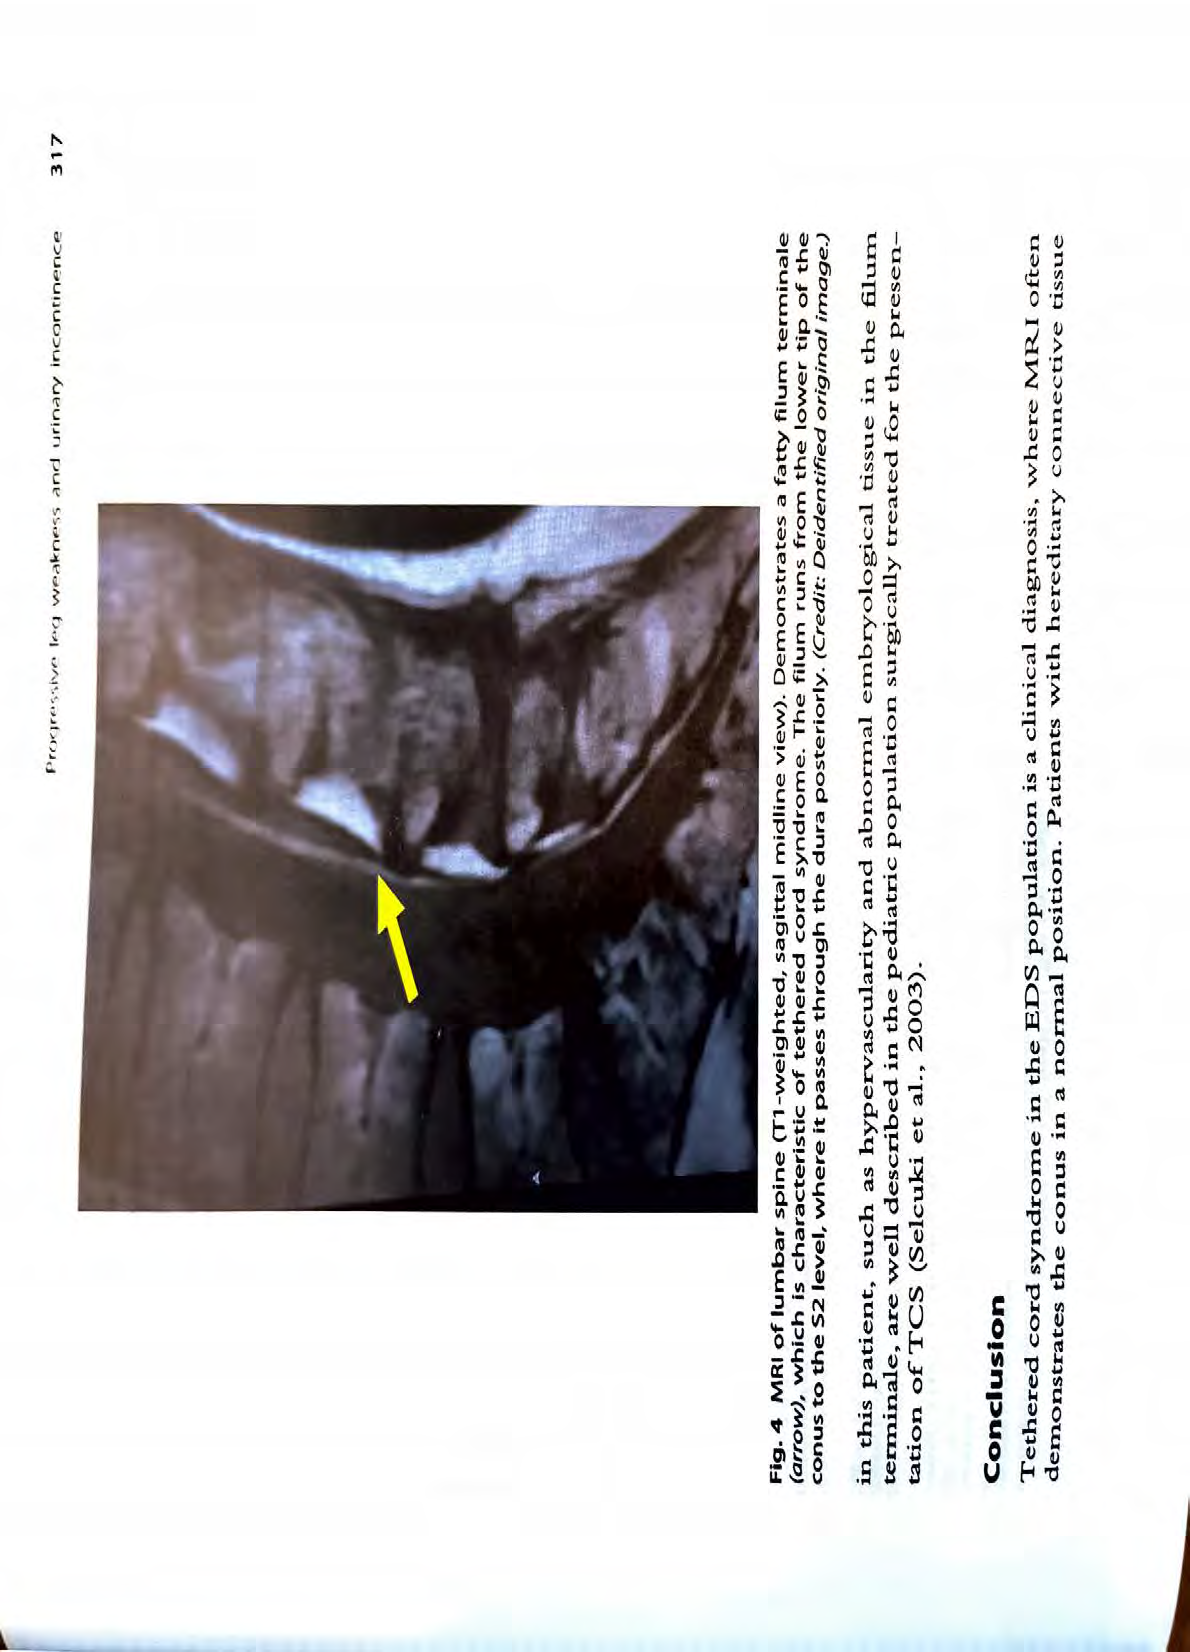 Progressive leg weakness and urinary incontinence 317
Fig. 4 MRI of lumbar spine (T1-weighted, sagittal midline view). Demonstrates a fatty filum terminale
(arrow), which is characteristic of tethered cord syndrome. The filum runs from the lower tip of the
conus to the S2 level, where it passes through the dura posteriorly. (Credit: Deidentified original image.)
in this patient, such as hypervascularity and abnormal embryological tissue in the filum
terminale, are well described in the pediatric population surgically treated for the presen-
tation of TCS (Selcuki et al., 2003).
Conclusion
Tethered cord syndrome in the EDS population is a clinical diagnosis, where MRI often
demonstrates the conus in a normal position. Patients with hereditary connective tissue